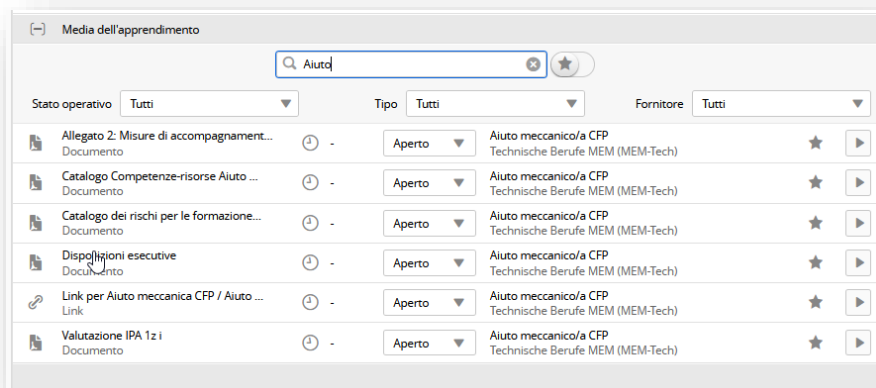 [−] Media dell'apprendimento
Aiuto
Stato operativo Tutti Tipo Tutti Fornitore Tutti
Allegato 2: Misure di accompagnament... - Aperto Aiuto meccanico/a CFP
Documento Technische Berufe MEM (MEM-Tech)
Catalogo Competenze-risorse Aiuto ... - Aperto Aiuto meccanico/a CFP
Documento Technische Berufe MEM (MEM-Tech)
Catalogo dei rischi per le formazione... - Aperto Aiuto meccanico/a CFP
Documento Technische Berufe MEM (MEM-Tech)
Disposizioni esecutive - Aperto Aiuto meccanico/a CFP
Documento Technische Berufe MEM (MEM-Tech)
Link per Aiuto meccanica CFP / Aiuto ... - Aperto Aiuto meccanico/a CFP
Link Technische Berufe MEM (MEM-Tech)
Valutazione IPA 1z i - Aperto Aiuto meccanico/a CFP
Documento Technische Berufe MEM (MEM-Tech)